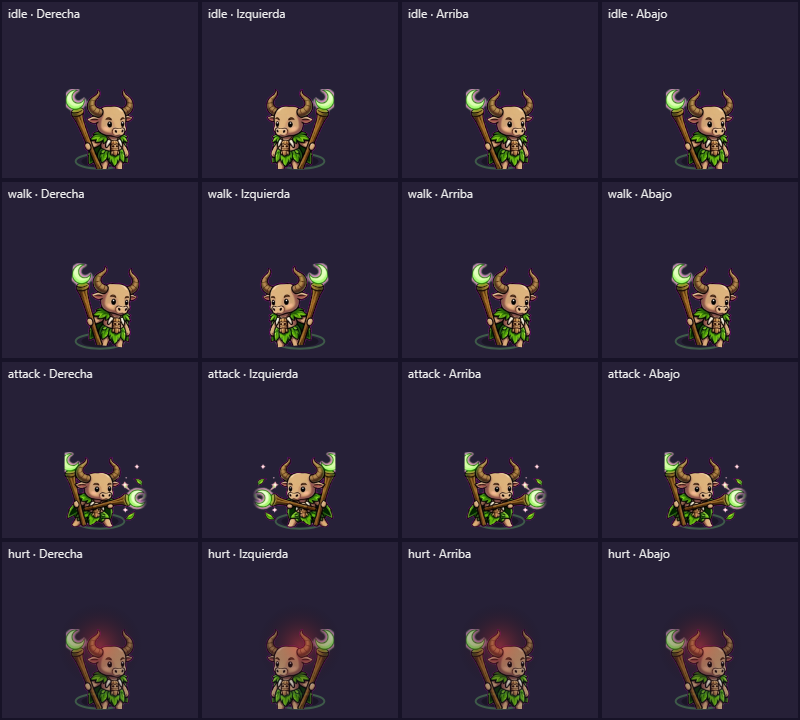 idle · Derecha
idle · Izquierda
idle · Arriba
idle · Abajo
walk · Derecha
walk · Izquierda
walk · Arriba
walk · Abajo
attack · Derecha
attack · Izquierda
attack · Arriba
attack · Abajo
hurt · Derecha
hurt · Izquierda
hurt · Arriba
hurt · Abajo